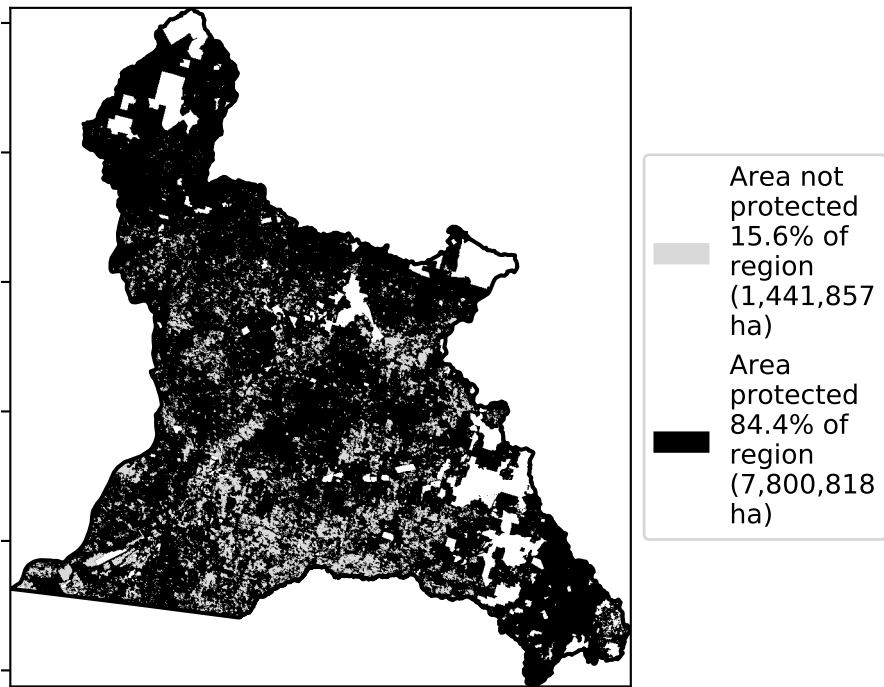 Area not
protected
15.6% of
region
(1,441,857
ha)
Area
protected
84.4% of
region
(7,800,818
ha)